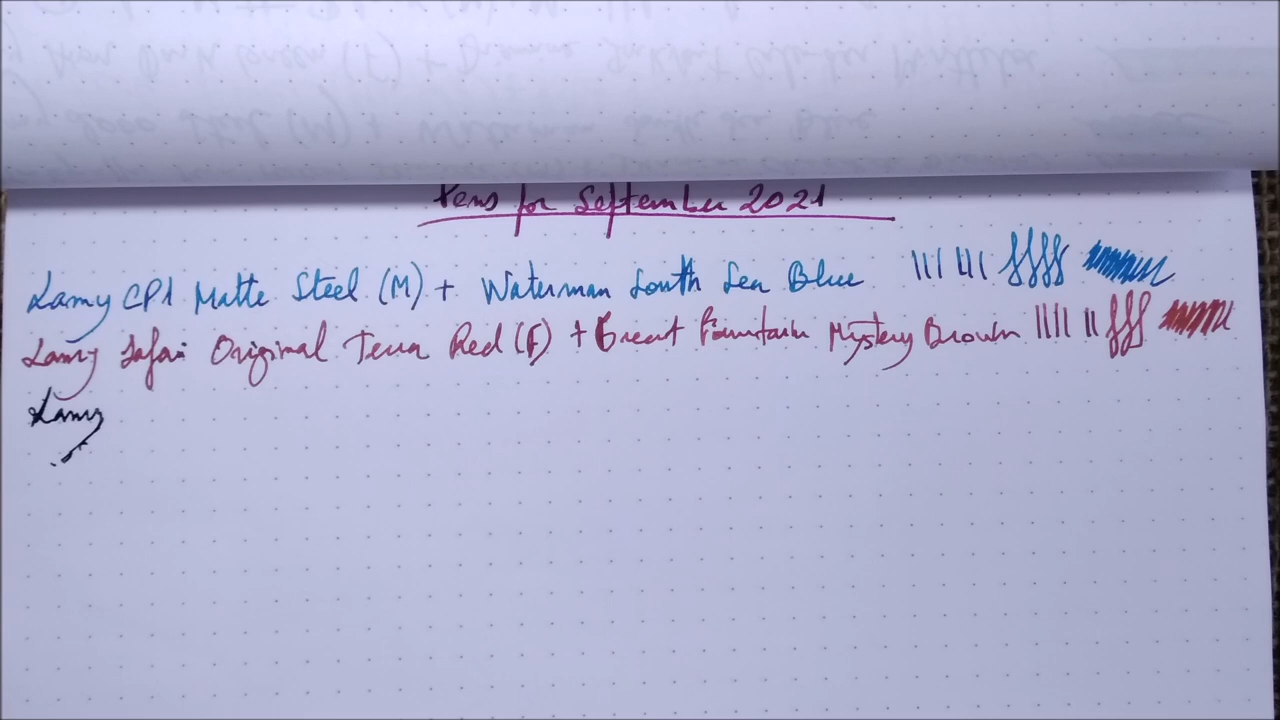 Pens for September 2021
Lamy CP1 Matte Steel (M) + Waterman South Sea Blue
Lamy Safari Original Terra Red (F) + Great Fountain Mystery Brown
Lamy